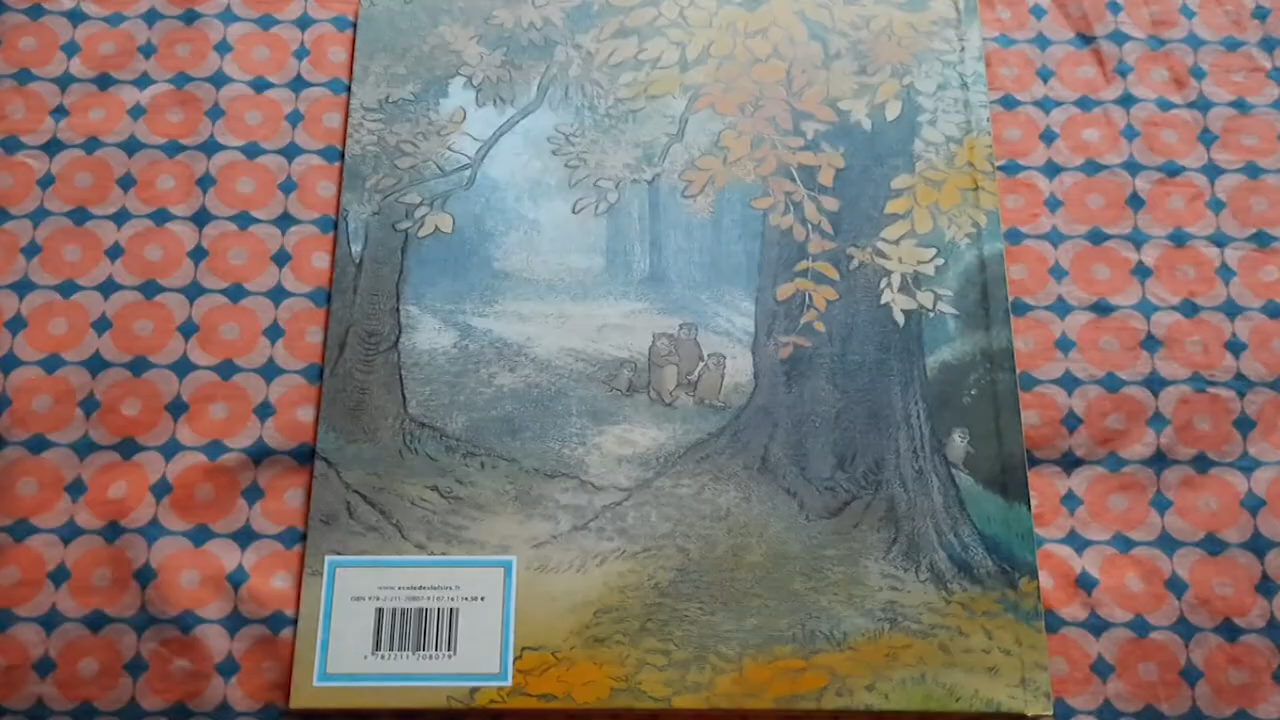 www.ecoledesloisirs.fr
ISBN 978-2-211-20807-9 | 07.16 | 14,50 €
9 782211 208079